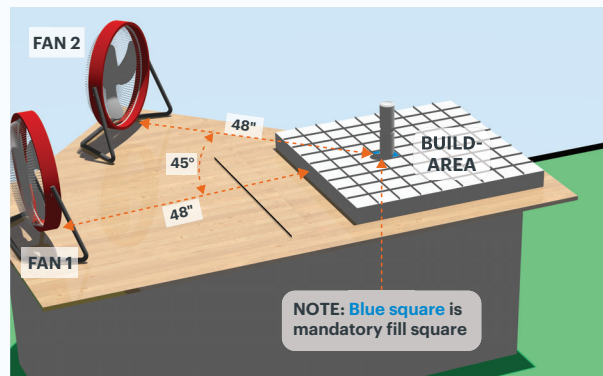 FAN 2
48"
BUILD-
AREA
45°
48"
FAN 1
NOTE: Blue square is
mandatory fill square